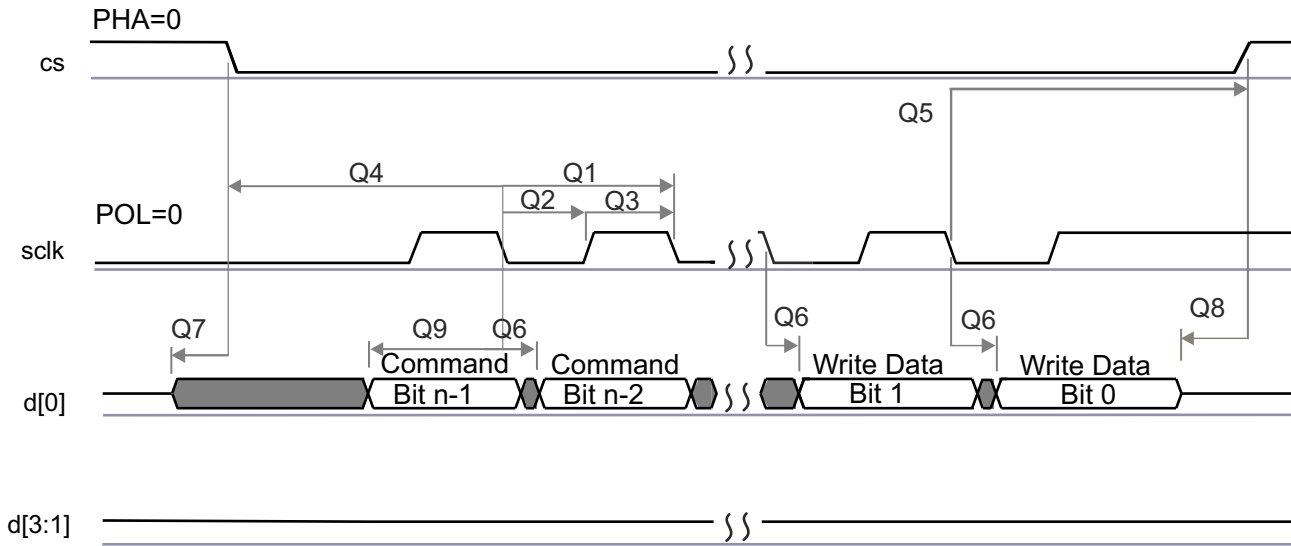 PHA=0
cs
Q5
Q4 Q1
Q2 Q3
POL=0
sclk
Q7 Q9 Q6 Q6 Q6 Q8
Command Command Write Data Write Data
d[0] Bit n-1 Bit n-2 Bit 1 Bit 0
d[3:1]